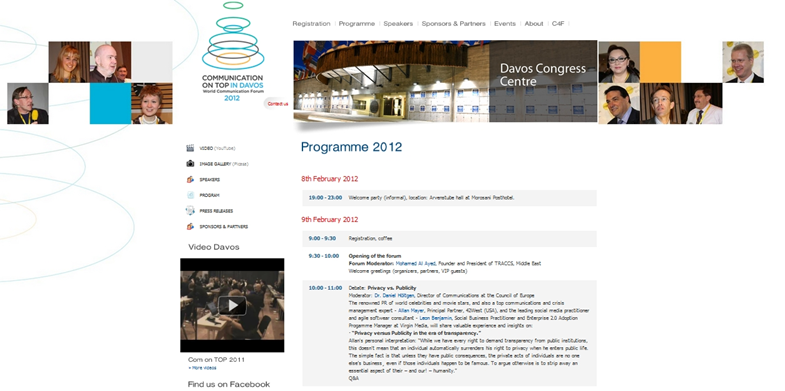 Registration | Programme | Speakers | Sponsors & Partners | Events | About | C4F |
COMMUNICATION
ON TOP IN DAVOS
World Communication Forum
2012
Contact us
Davos Congress
Centre
VIDEO (YouTube)
IMAGE GALLERY (Picasa)
SPEAKERS
PROGRAM
PRESS RELEASES
SPONSORS & PARTNERS
Video Davos
Com on TOP 2011
» More videos
Find us on Facebook
Programme 2012
8th February 2012
19:00 - 23:00 Welcome party (informal), location: Arvenstube hall at Morosani Posthotel.
9th February 2012
9:00 - 9:30 Registration, coffee
9:30 - 10:00 Opening of the forum
Forum Moderator: Mohamed Al Ayed, Founder and President of TRACCS, Middle East
Welcome greetings (organizers, partners, VIP guests)
10:00 - 11:00 Debate: Privacy vs. Publicity
Moderator: Dr. Daniel Höltgen, Director of Communications at the Council of Europe
The renowned PR of world celebrities and movie stars, and also a top communications and crisis
management expert - Allan Mayer, Principal Partner, 42West (USA), and the leading social media practitioner
and agile software consultant - Leon Benjamin, Social Business Practitioner and Enterprise 2.0 Adoption
Programme Manager at Virgin Media, will share valuable experience and insights on:
- "Privacy versus Publicity in the era of transparency."
Allan's personal interpretation: "While we have every right to demand transparency from public institutions,
this doesn't mean that an individual automatically surrenders his right to privacy when he enters public life.
The simple fact is that unless they have public consequences, the private acts of individuals are no one
else's business, even if those individuals happen to be famous. To argue otherwise is to strip away an
essential aspect of their – and our! – humanity."
Q&A